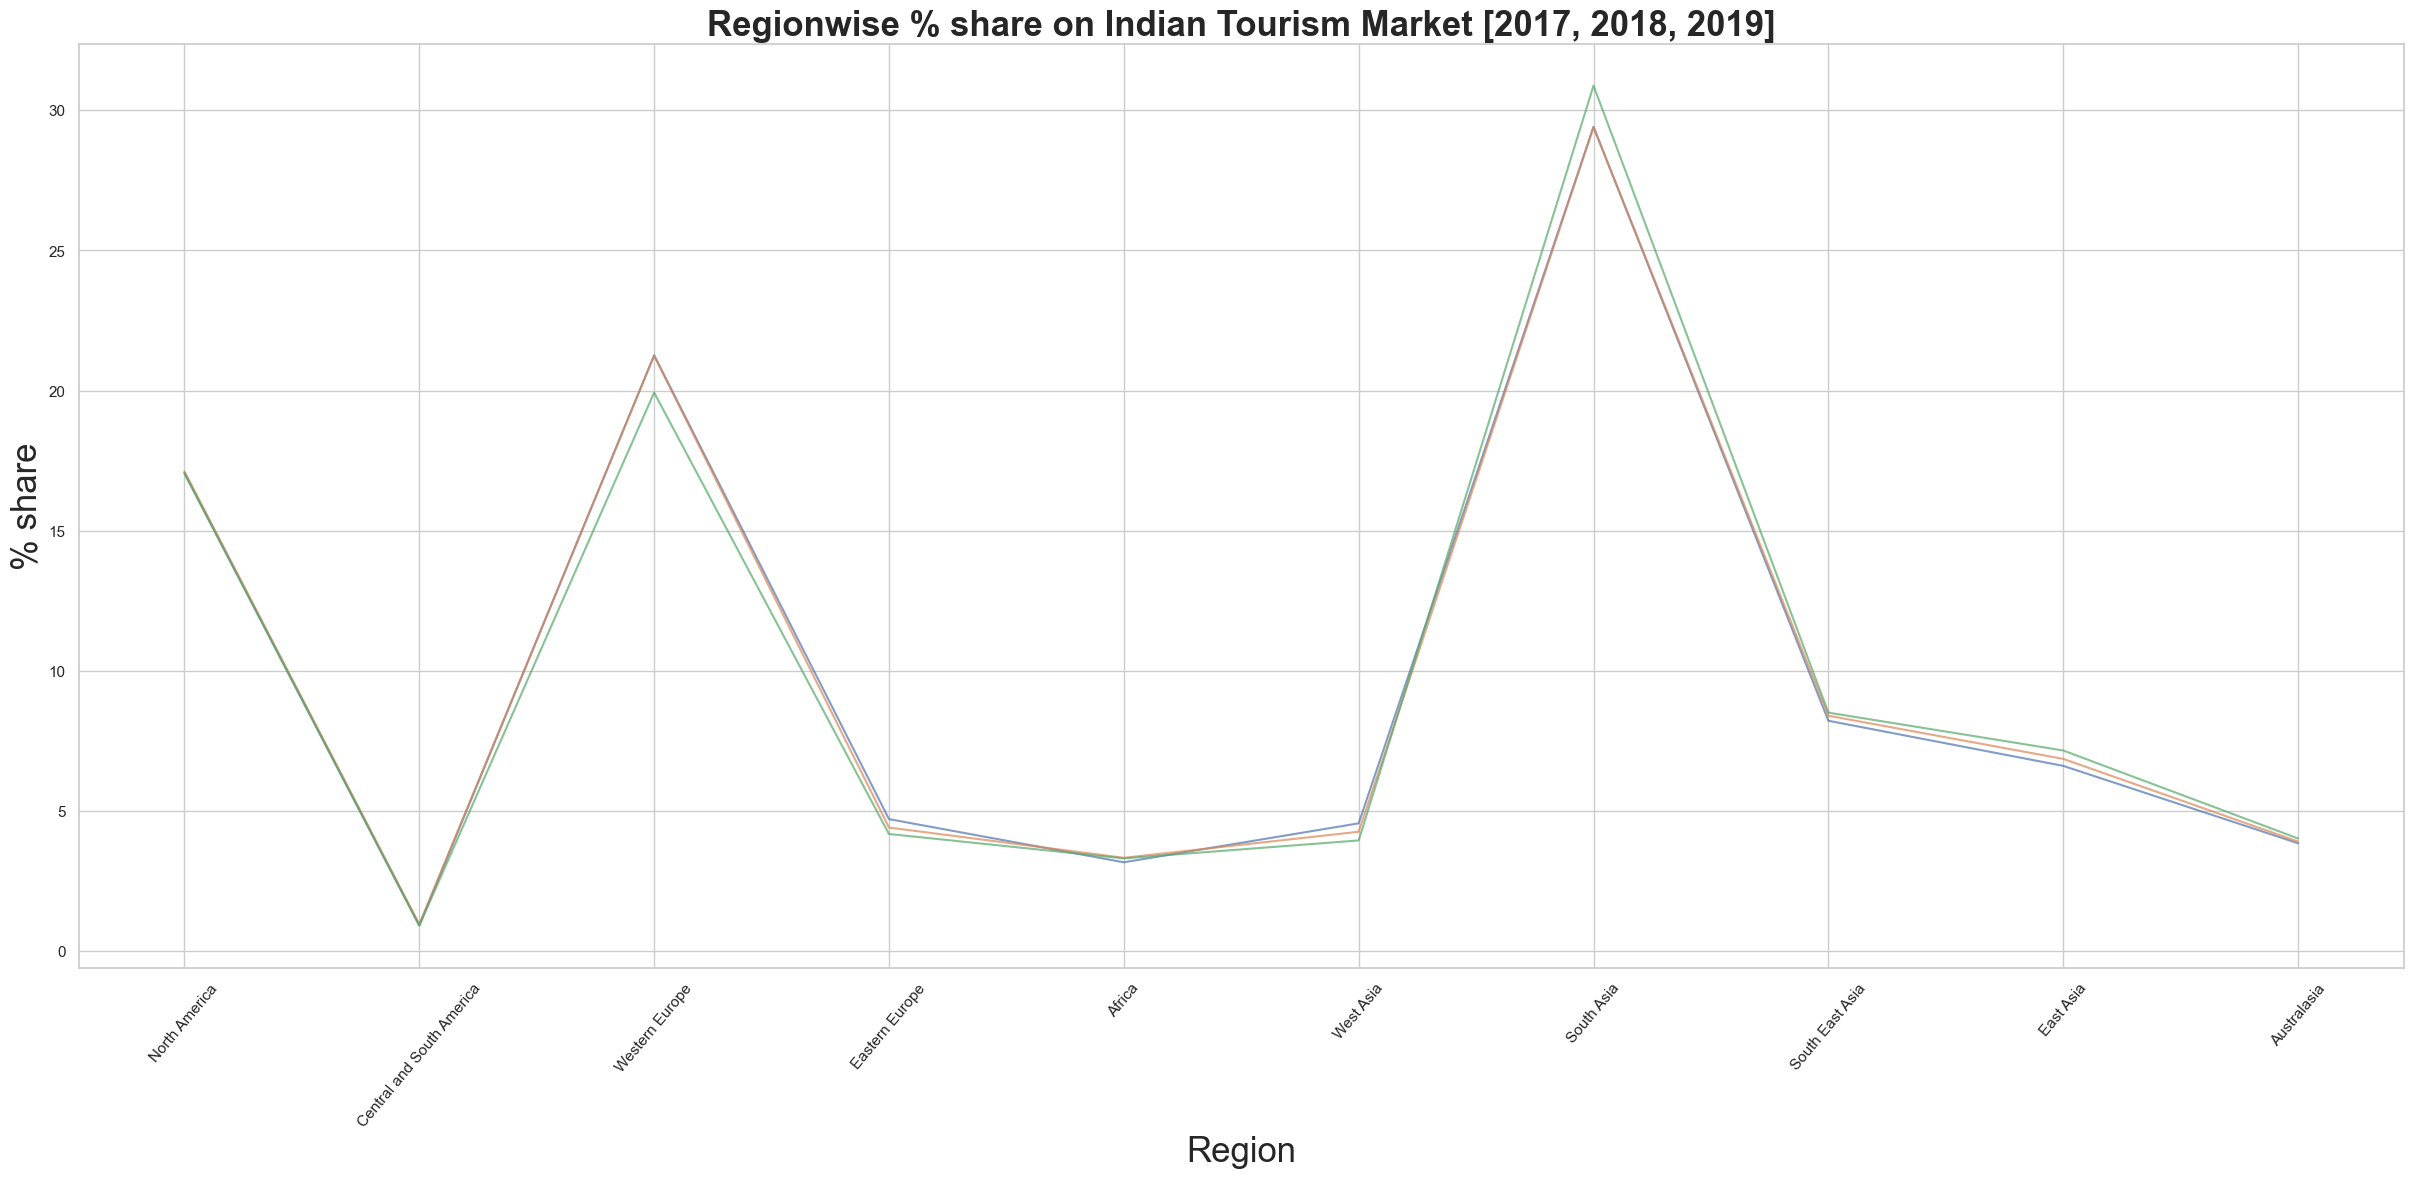 Regionwise % share on Indian Tourism Market [2017, 2018, 2019]
% share
30
25
20
15
10
5
0
North America
Central and South America
Western Europe
Eastern Europe
Africa
West Asia
South Asia
South East Asia
East Asia
Australasia
Region